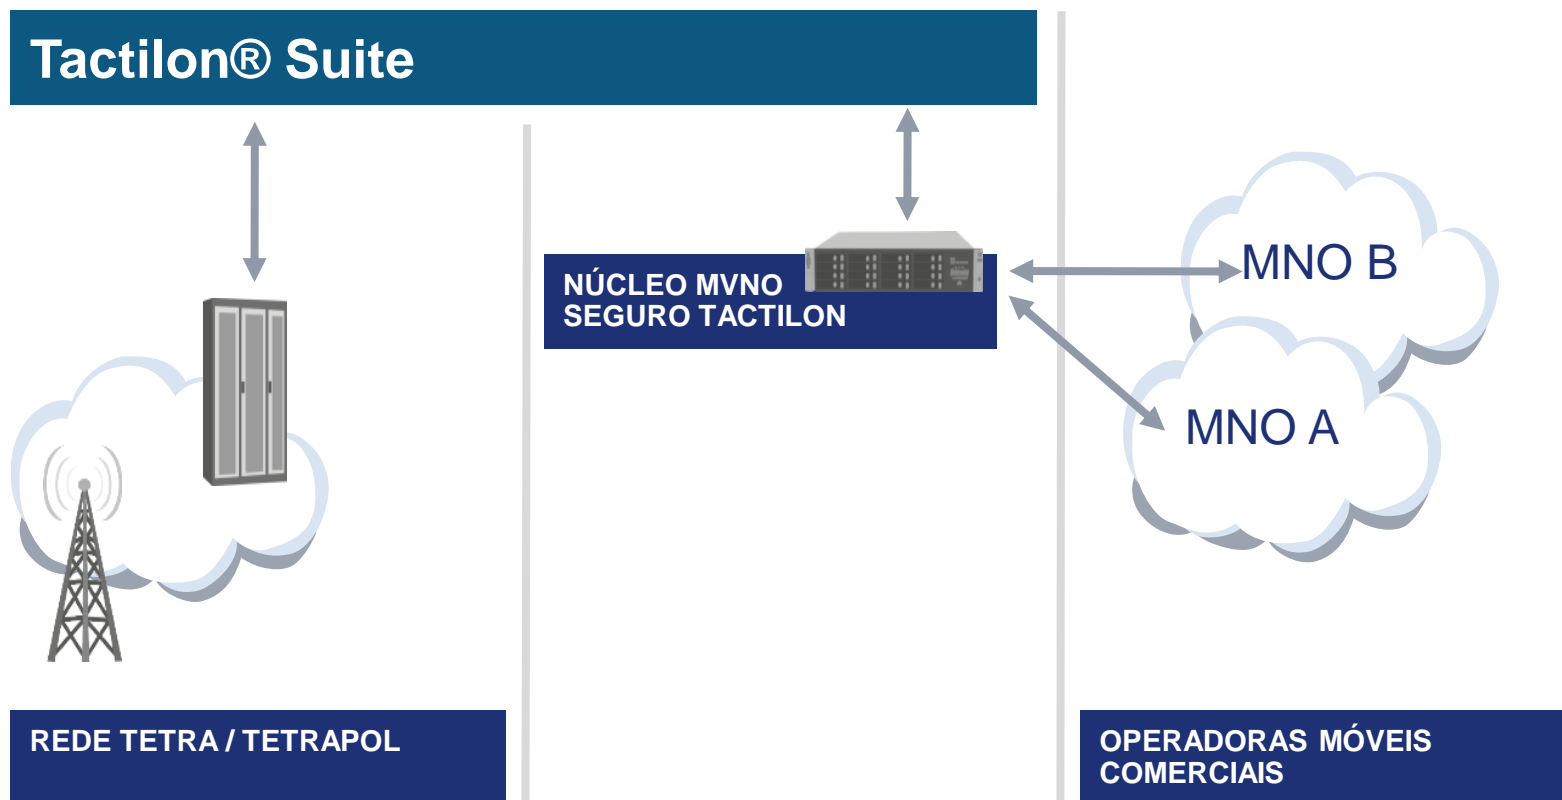 Tactilon® Suite
NÚCLEO MVNO
SEGURO TACTILON
MNO B
MNO A
REDE TETRA / TETRAPOL
OPERADORAS MÓVEIS
COMERCIAIS